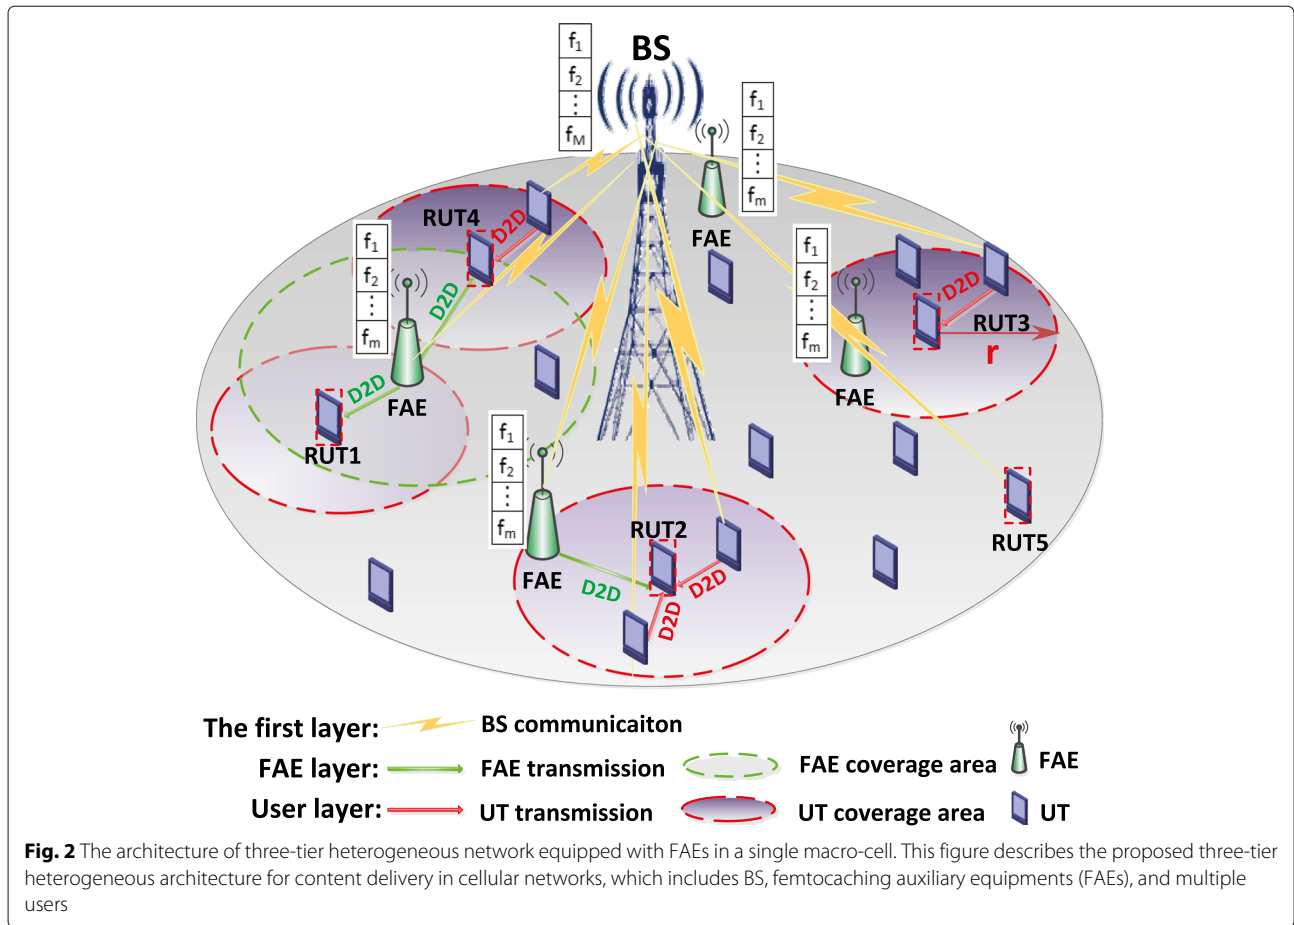 BS
f1
f2
⋮
fM
f1
f2
⋮
fm
FAE
RUT4
D2D
f1
f2
⋮
fm
D2D
D2D
FAE
RUT1
f1
f2
⋮
fm
FAE
D2D
RUT3
r
f1
f2
⋮
fm
FAE
RUT2
D2D
D2D
D2D
RUT5
The first layer: BS communicaiton
FAE layer: FAE transmission FAE coverage area FAE
User layer: UT transmission UT coverage area UT
Fig. 2 The architecture of three-tier heterogeneous network equipped with FAEs in a single macro-cell. This figure describes the proposed three-tier
heterogeneous architecture for content delivery in cellular networks, which includes BS, femtocaching auxiliary equipments (FAEs), and multiple
users